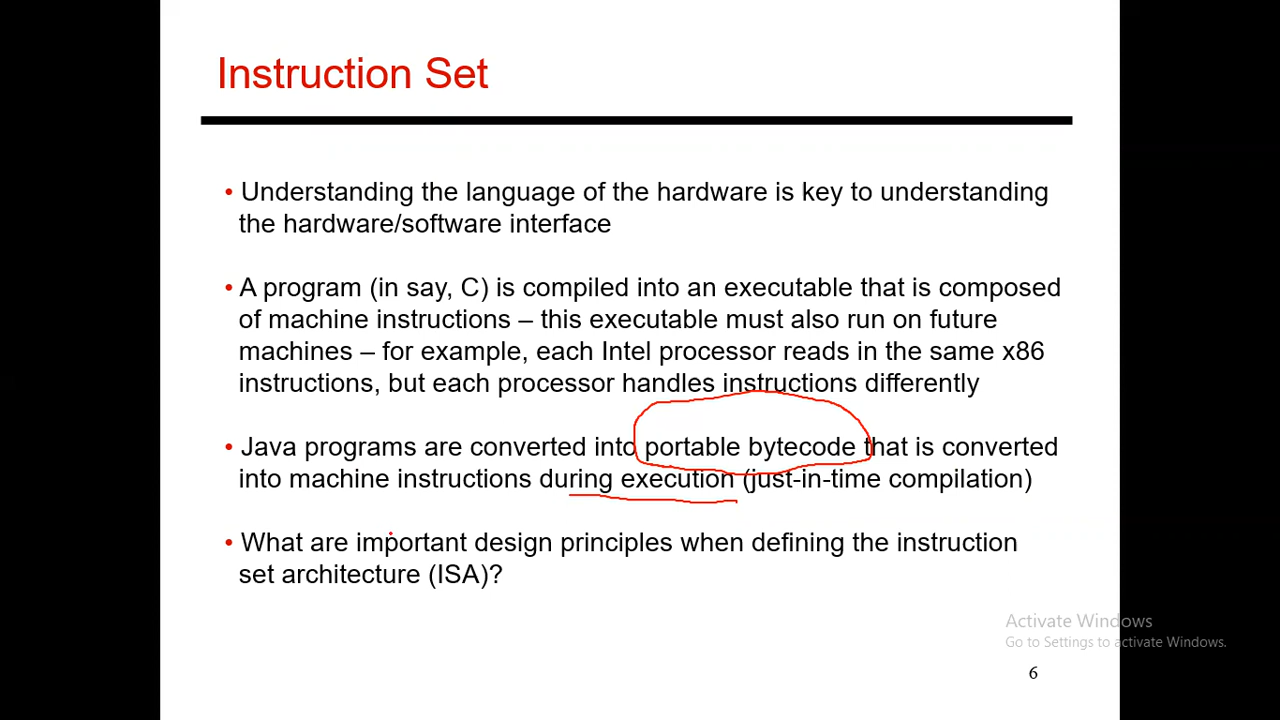 Instruction Set
• Understanding the language of the hardware is key to understanding
the hardware/software interface
• A program (in say, C) is compiled into an executable that is composed
of machine instructions – this executable must also run on future
machines – for example, each Intel processor reads in the same x86
instructions, but each processor handles instructions differently
• Java programs are converted into portable bytecode that is converted
into machine instructions during execution (just-in-time compilation)
• What are important design principles when defining the instruction
set architecture (ISA)?
Activate Windows
Go to Settings to activate Windows.
6